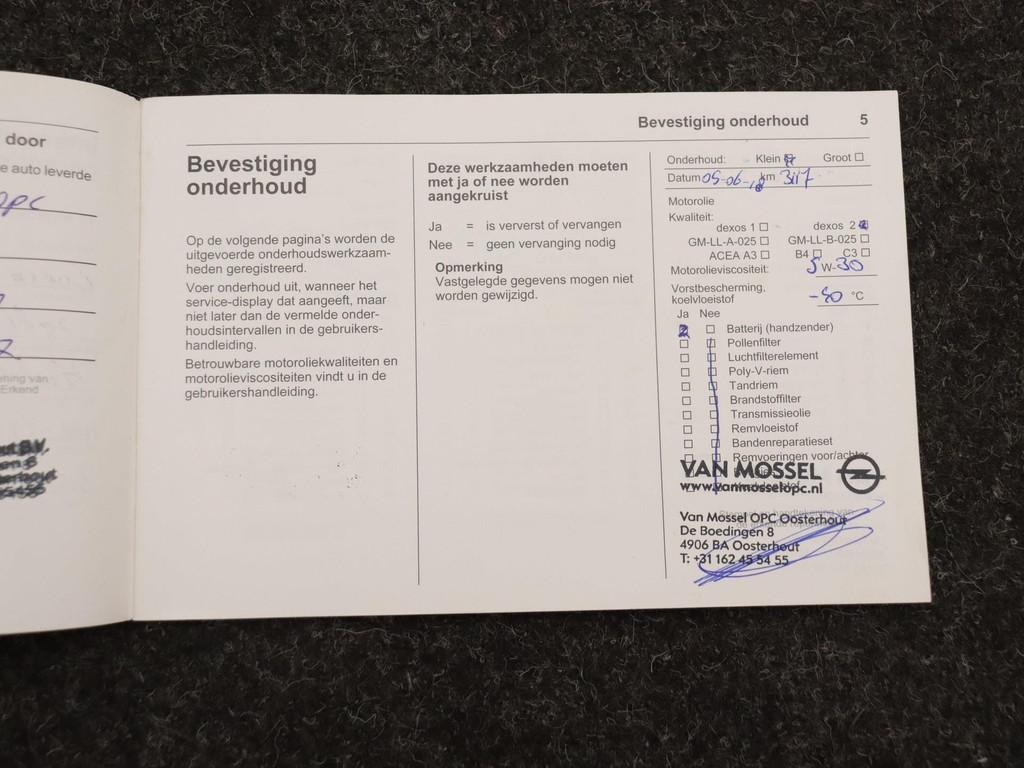 door
e auto leverde
opc
Bevestiging onderhoud 5
Bevestiging
onderhoud
Op de volgende pagina's worden de
uitgevoerde onderhoudswerkzaam-
heden geregistreerd.
Voer onderhoud uit, wanneer het
service-display dat aangeeft, maar
niet later dan de vermelde onder-
houdsintervallen in de gebruikers-
handleiding.
Betrouwbare motoroliekwaliteiten en
motorolieviscositeiten vindt u in de
gebruikershandleiding.
Deze werkzaamheden moeten
met ja of nee worden
aangekruist
Ja = is ververst of vervangen
Nee = geen vervanging nodig
Opmerking
Vastgelegde gegevens mogen niet
worden gewijzigd.
Onderhoud: Klein Groot
Datum 05-06-18 km 3117
Motorolie
Kwaliteit:
dexos 1 dexos 2
GM-LL-A-025 GM-LL-B-025
ACEA A3 B4 C3
Motorolieviscositeit: 5 W-30
Vorstbescherming,
koelvloeistof °C
Ja Nee
Batterij (handzender)
Pollenfilter
Luchtfilterelement
Poly-V-riem
Tandriem
Brandstoffilter
Transmissieolie
Remvloeistof
Bandenreparatieset
Remvoeringen voor/achter
VAN MOSSEL
www.vanmosselopc.nl
Van Mossel OPC Oosterhout
De Boedingen 8
4906 BA Oosterhout
T: +31 162 45 54 55